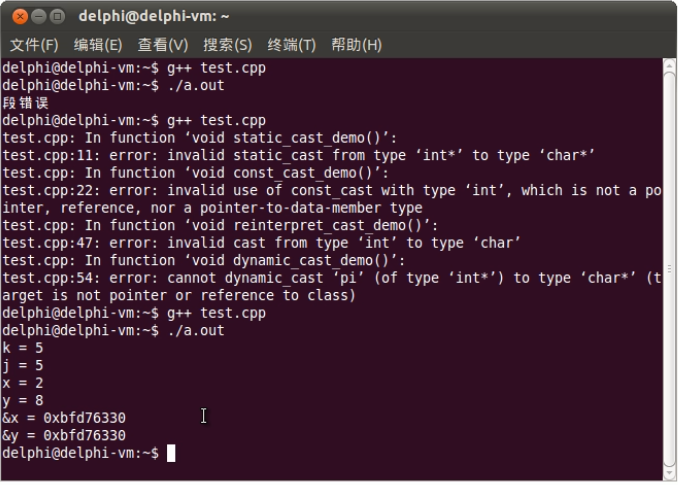 delphi@delphi-vm: ~
文件(F) 编辑(E) 查看(V) 搜索(S) 终端(T) 帮助(H)
delphi@delphi-vm:~$ g++ test.cpp
delphi@delphi-vm:~$ ./a.out
段错误
delphi@delphi-vm:~$ g++ test.cpp
test.cpp: In function ‘void static_cast_demo()’:
test.cpp:11: error: invalid static_cast from type ‘int*’ to type ‘char*’
test.cpp: In function ‘void const_cast_demo()’:
test.cpp:22: error: invalid use of const_cast with type ‘int’, which is not a po
inter, reference, nor a pointer-to-data-member type
test.cpp: In function ‘void reinterpret_cast_demo()’:
test.cpp:47: error: invalid cast from type ‘int’ to type ‘char’
test.cpp: In function ‘void dynamic_cast_demo()’:
test.cpp:54: error: cannot dynamic_cast ‘pi’ (of type ‘int*’) to type ‘char*’ (t
arget is not pointer or reference to class)
delphi@delphi-vm:~$ g++ test.cpp
delphi@delphi-vm:~$ ./a.out
k = 5
j = 5
x = 2
y = 8
&x = 0xbfd76330
&y = 0xbfd76330
delphi@delphi-vm:~$